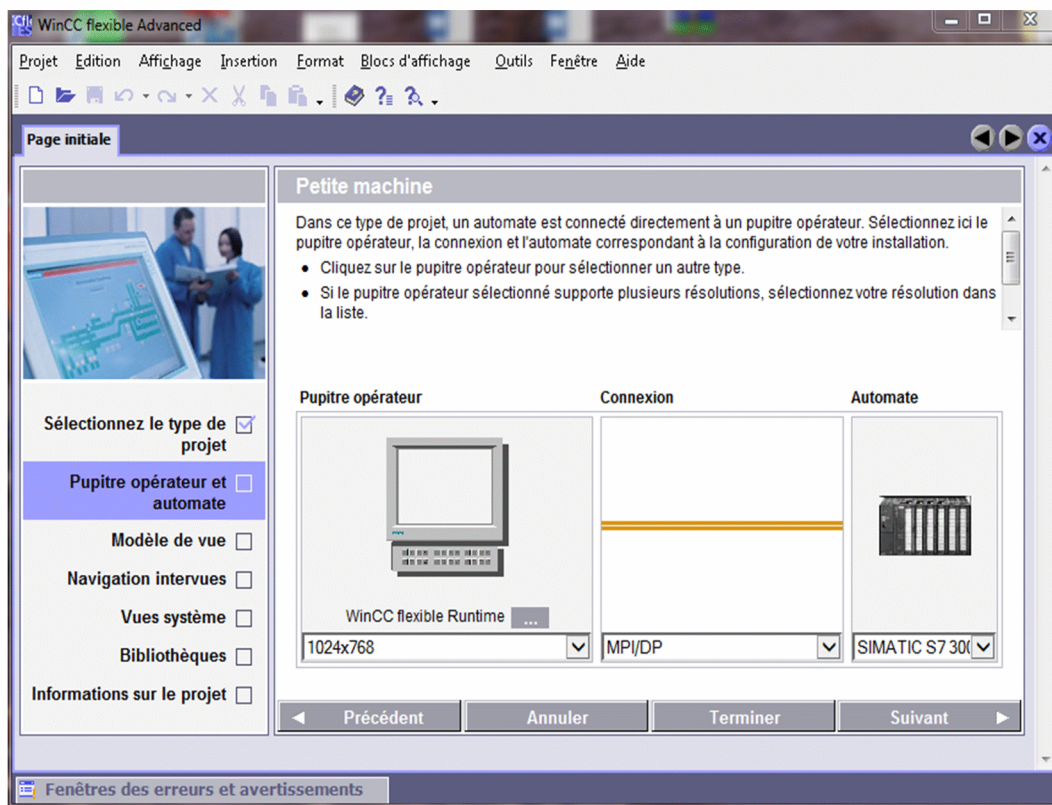 WinCC flexible Advanced
Projet Edition Affichage Insertion Format Blocs d'affichage Outils Fenêtre Aide
Page initiale
Petite machine
Dans ce type de projet, un automate est connecté directement à un pupitre opérateur. Sélectionnez ici le
pupitre opérateur, la connexion et l'automate correspondant à la configuration de votre installation.
• Cliquez sur le pupitre opérateur pour sélectionner un autre type.
• Si le pupitre opérateur sélectionné supporte plusieurs résolutions, sélectionnez votre résolution dans
la liste.
Sélectionnez le type de
projet
Pupitre opérateur et
automate
Modèle de vue
Navigation intervues
Vues système
Bibliothèques
Informations sur le projet
Pupitre opérateur Connexion Automate
WinCC flexible Runtime ...
1024x768 MPI/DP SIMATIC S7 300
Précédent Annuler Terminer Suivant
Fenêtres des erreurs et avertissements